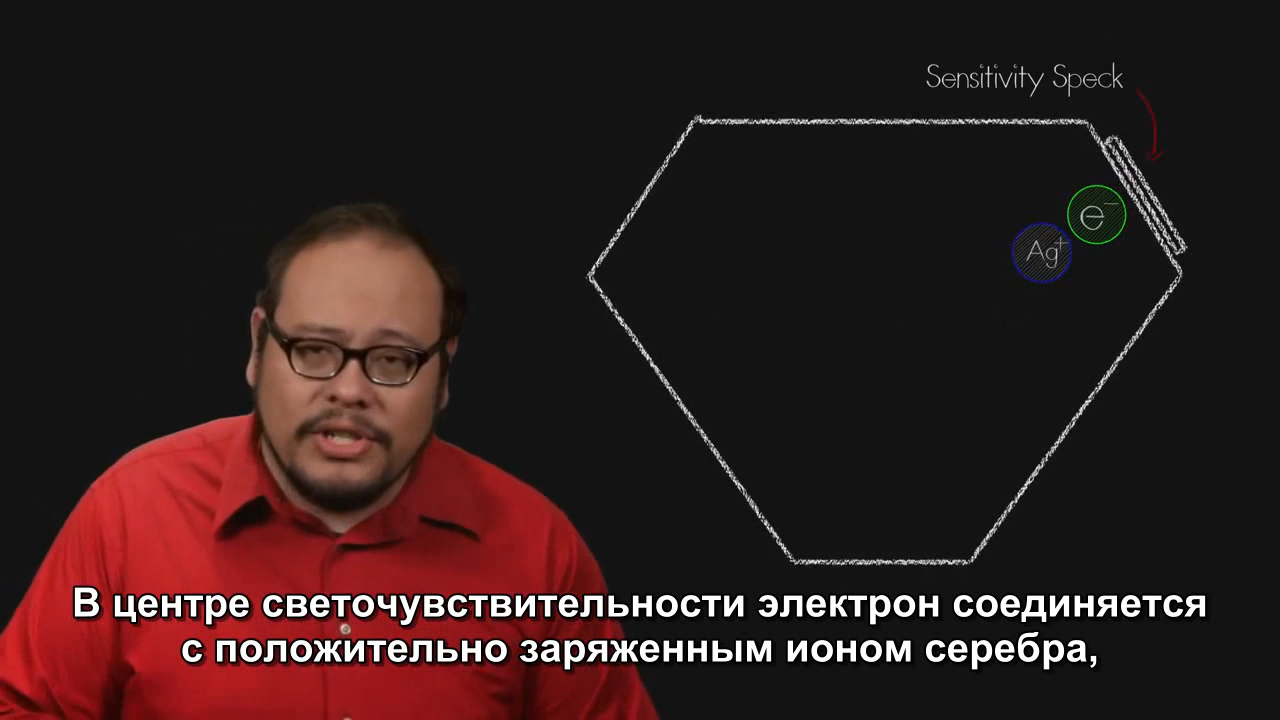 Sensitivity Speck
e⁻
Ag⁺
В центре светочувствительности электрон соединяется
с положительно заряженным ионом серебра,